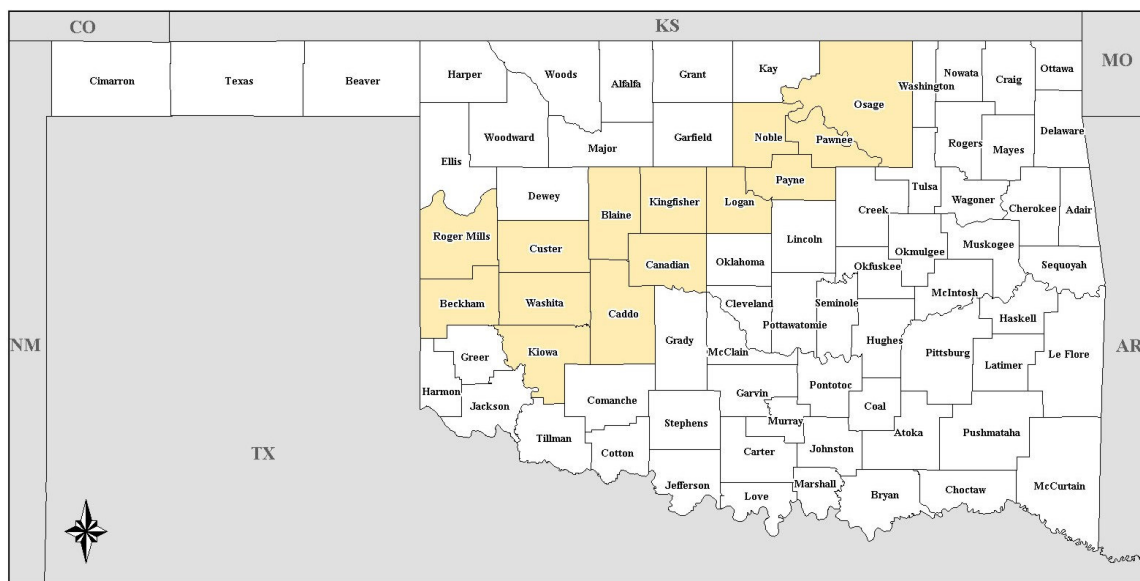 CO
KS
MO
Cimarron
Texas
Beaver
Harper
Woods
Alfalfa
Grant
Kay
Osage
Washington
Nowata
Craig
Ottawa
Ellis
Woodward
Major
Garfield
Noble
Pawnee
Rogers
Mayes
Delaware
Dewey
Blaine
Kingfisher
Logan
Payne
Creek
Tulsa
Wagoner
Cherokee
Adair
Roger Mills
Custer
Canadian
Oklahoma
Lincoln
Okfuskee
Okmulgee
Muskogee
Sequoyah
Beckham
Washita
Caddo
Grady
Cleveland
McClain
Pottawatomie
Seminole
Hughes
McIntosh
Haskell
Pittsburg
Latimer
Le Flore
NM
AR
Greer
Kiowa
Harmon
Jackson
Comanche
Garvin
Pontotoc
Coal
Murray
Atoka
Pushmataha
TX
Tillman
Cotton
Stephens
Carter
Johnston
Jefferson
Love
Marshall
Bryan
Choctaw
McCurtain